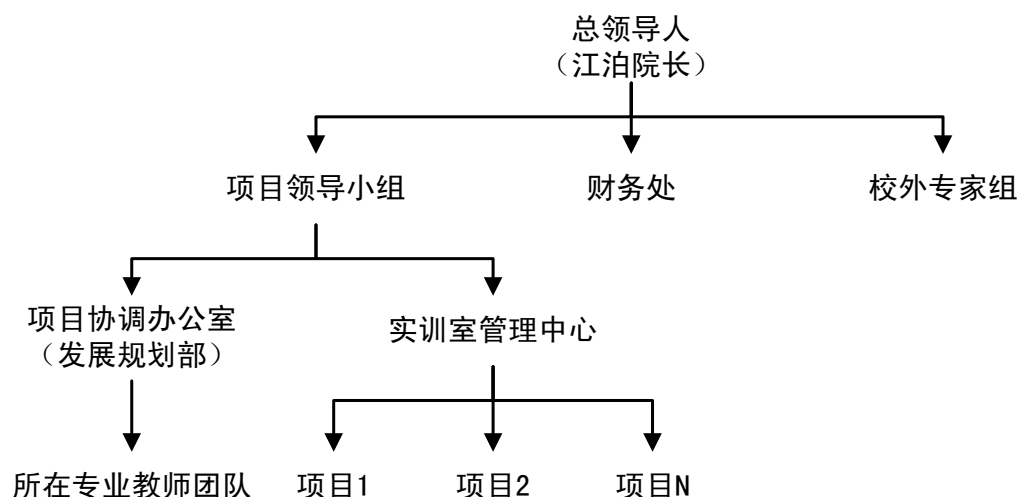 总领导人
（江泊院长）
项目领导小组
财务处
校外专家组
项目协调办公室
（发展规划部）
实训室管理中心
所在专业教师团队
项目1
项目2
项目N